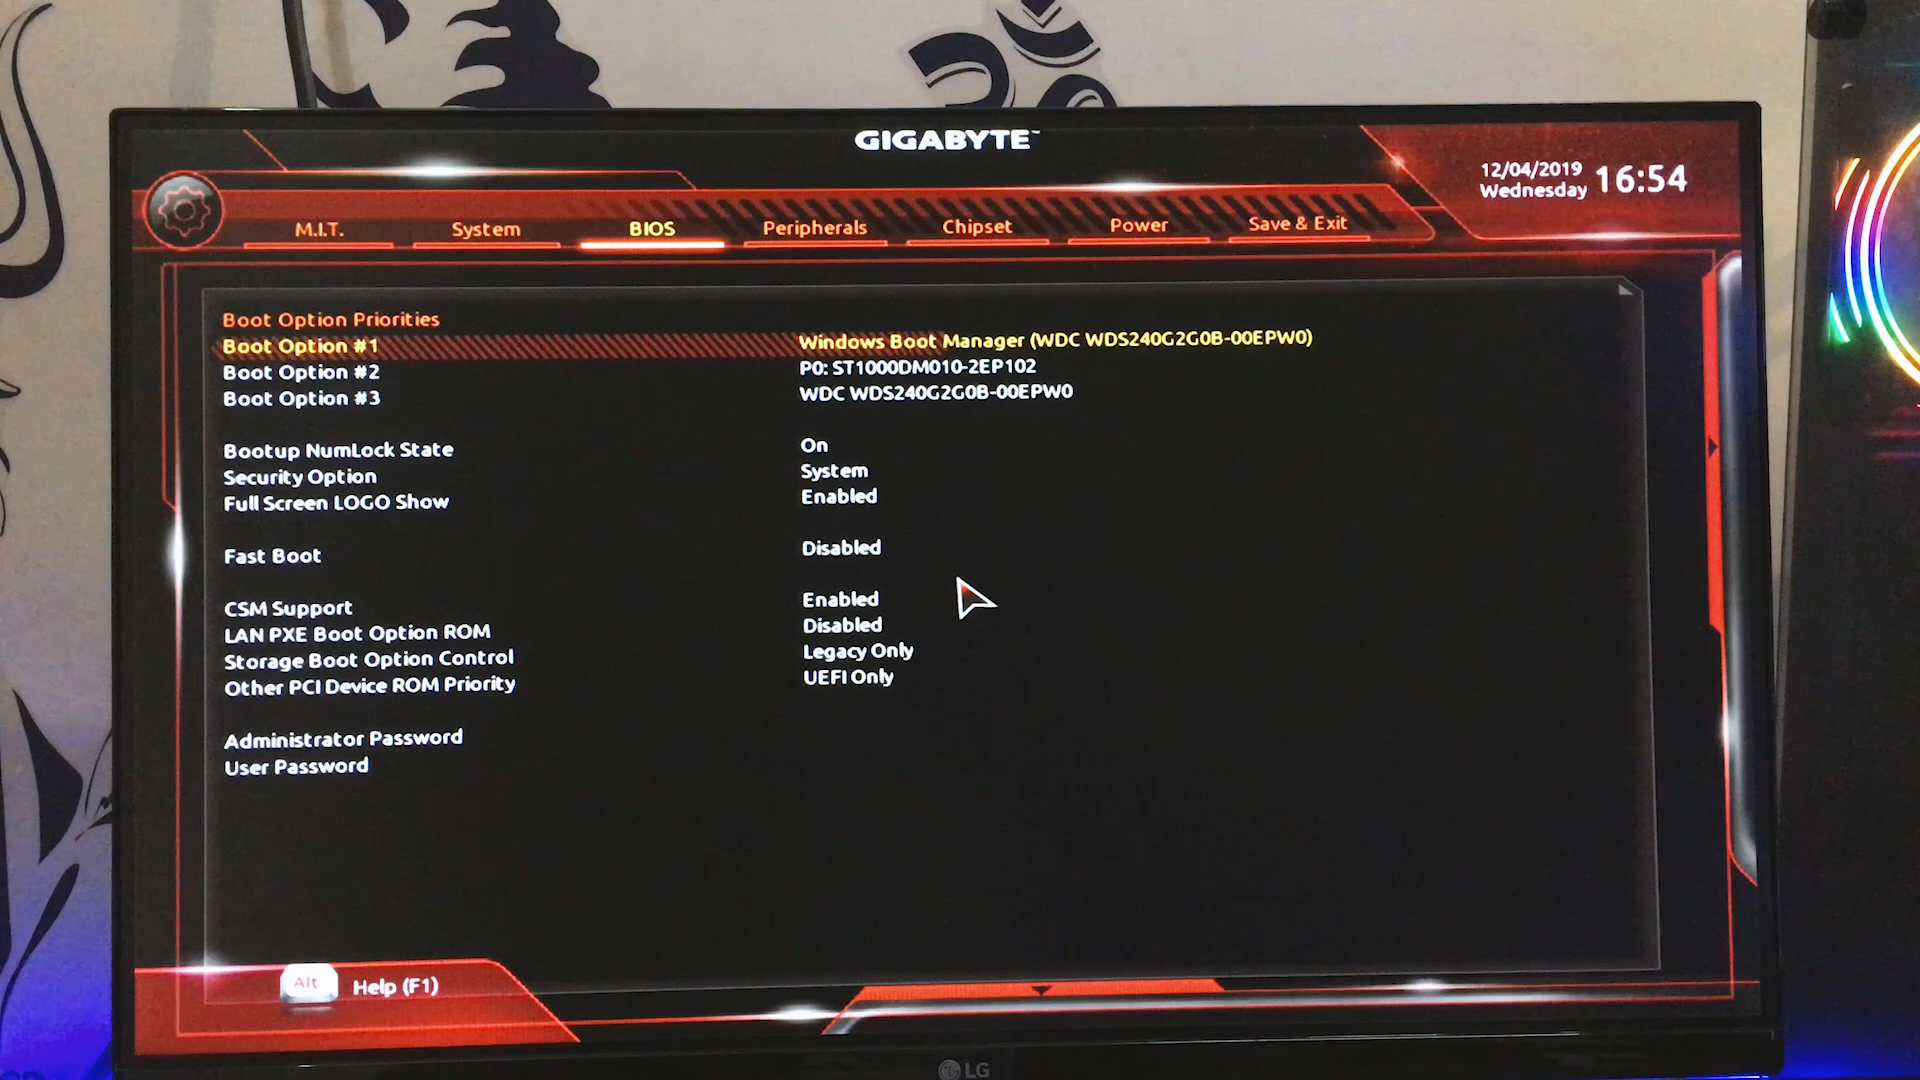 GIGABYTE™
12/04/2019
Wednesday
16:54
M.I.T. System BIOS Peripherals Chipset Power Save & Exit
Boot Option Priorities
Boot Option #1 Windows Boot Manager (WDC WDS240G2G0B-00EPW0)
Boot Option #2 P0: ST1000DM010-2EP102
Boot Option #3 WDC WDS240G2G0B-00EPW0
Bootup NumLock State On
Security Option System
Full Screen LOGO Show Enabled
Fast Boot Disabled
CSM Support Enabled
LAN PXE Boot Option ROM Disabled
Storage Boot Option Control Legacy Only
Other PCI Device ROM Priority UEFI Only
Administrator Password
User Password
Alt Help (F1)
LG